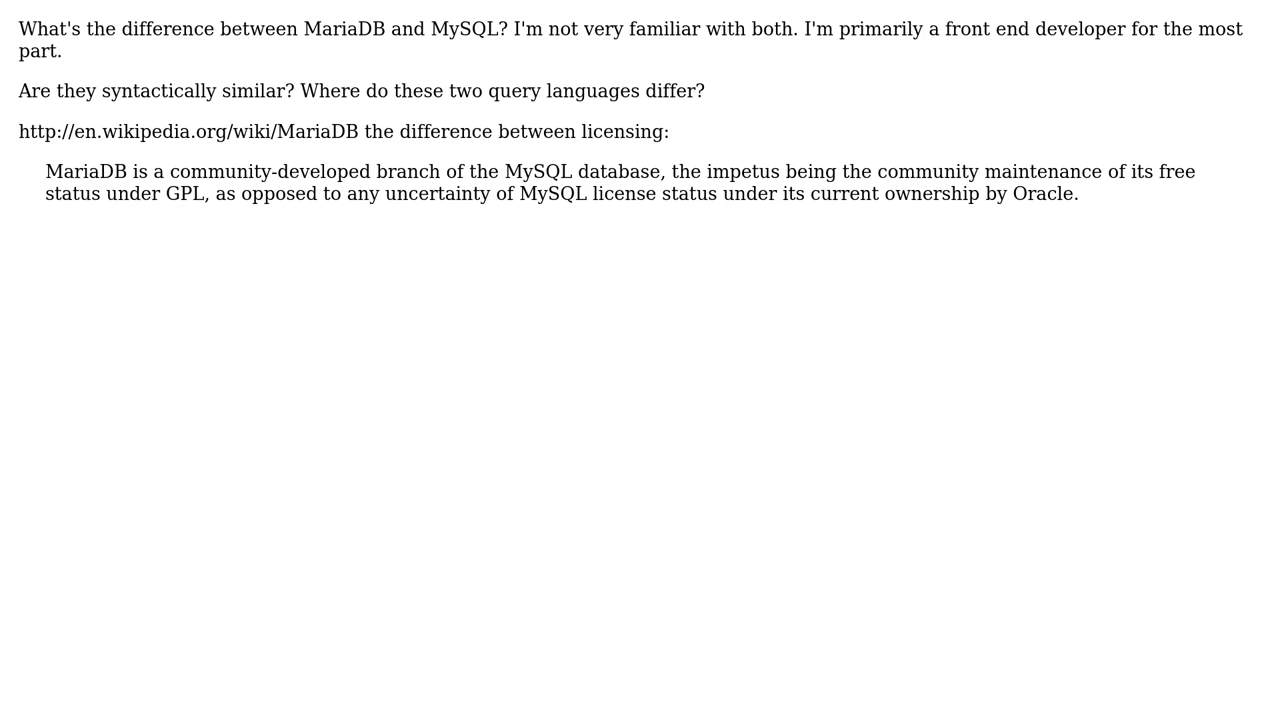 What's the difference between MariaDB and MySQL? I'm not very familiar with both. I'm primarily a front end developer for the most
part.
Are they syntactically similar? Where do these two query languages differ?
http://en.wikipedia.org/wiki/MariaDB the difference between licensing:
MariaDB is a community-developed branch of the MySQL database, the impetus being the community maintenance of its free
status under GPL, as opposed to any uncertainty of MySQL license status under its current ownership by Oracle.